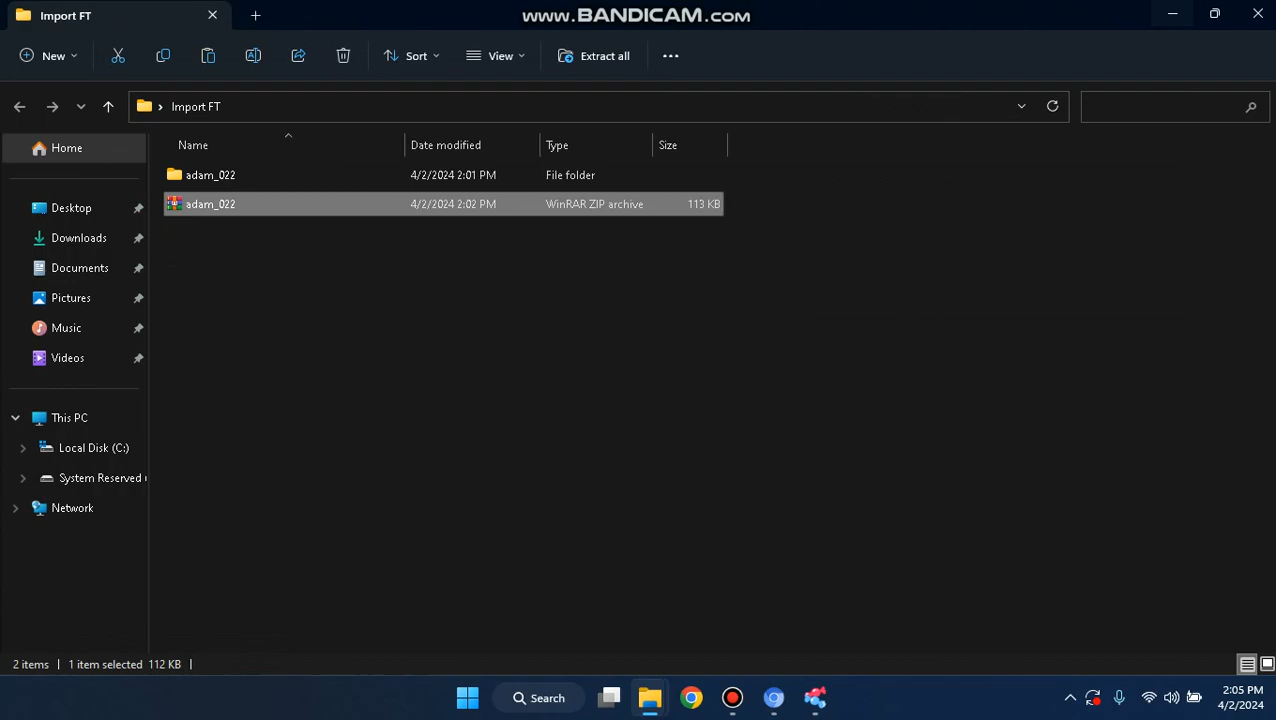 Import FT
www.BANDICAM.com
New
Sort
View
Extract all
Import FT
Name
Date modified
Type
Size
Home
adam_022
4/2/2024 2:01 PM
File folder
adam_022
4/2/2024 2:02 PM
WinRAR ZIP archive
113 KB
Desktop
Downloads
Documents
Pictures
Music
Videos
This PC
Local Disk (C:)
System Reserved
Network
2 items
1 item selected 112 KB
Search
2:05 PM
4/2/2024